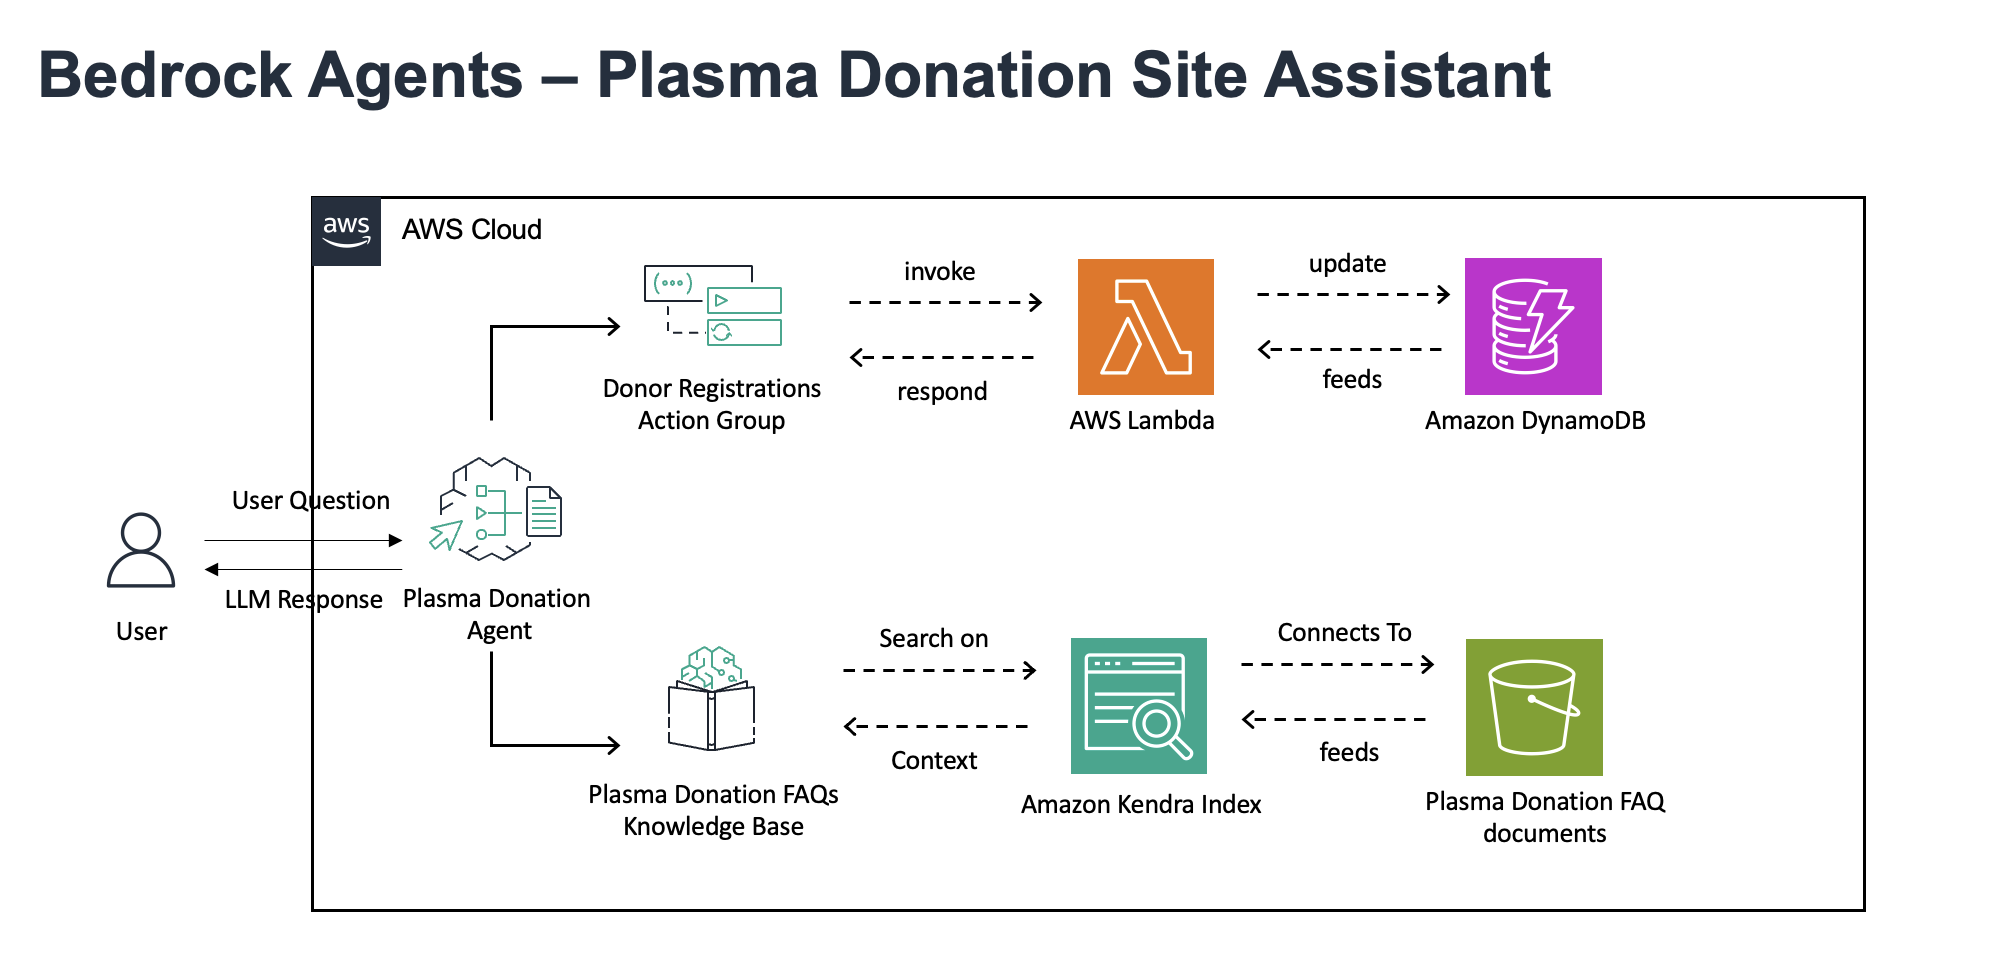 Bedrock Agents – Plasma Donation Site Assistant
aws
AWS Cloud
invoke
respond
update
feeds
Donor Registrations
Action Group
AWS Lambda
Amazon DynamoDB
User Question
LLM Response
User
Plasma Donation
Agent
Search on
Context
Connects To
feeds
Plasma Donation FAQs
Knowledge Base
Amazon Kendra Index
Plasma Donation FAQ
documents